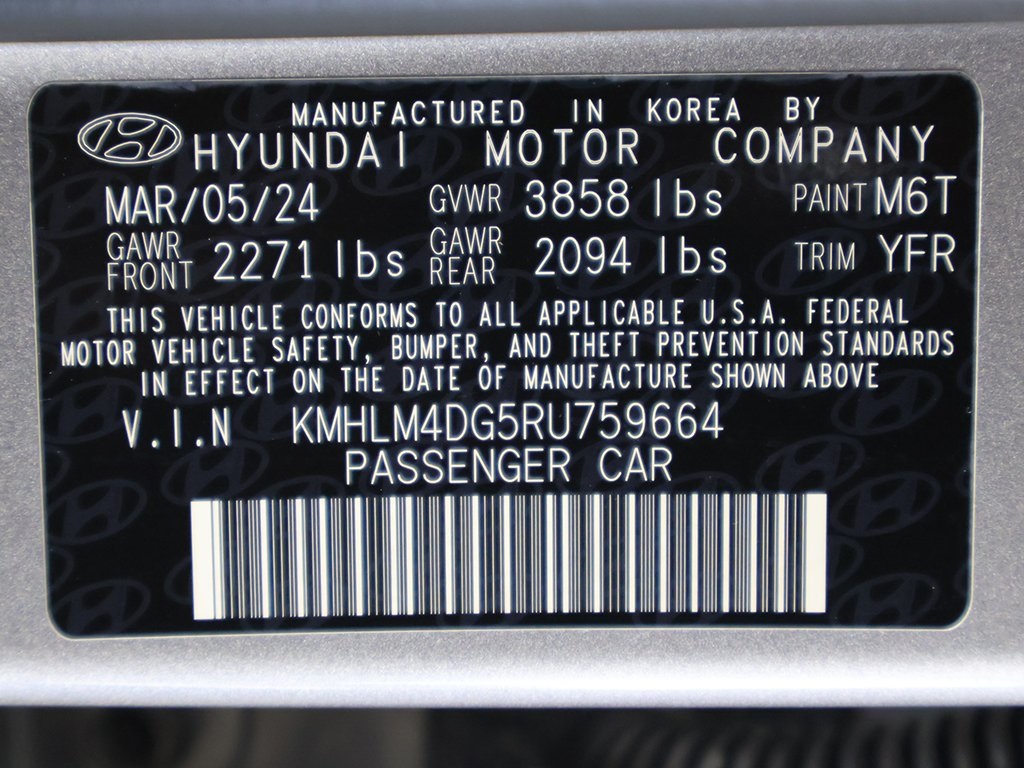 MANUFACTURED IN KOREA BY
HYUNDAI MOTOR COMPANY
MAR/05/24 GVWR 3858 lbs PAINT M6T
GAWR FRONT 2271 lbs GAWR REAR 2094 lbs TRIM YFR
THIS VEHICLE CONFORMS TO ALL APPLICABLE U.S.A. FEDERAL
MOTOR VEHICLE SAFETY, BUMPER, AND THEFT PREVENTION STANDARDS
IN EFFECT ON THE DATE OF MANUFACTURE SHOWN ABOVE
V.I.N KMHLM4DG5RU759664
PASSENGER CAR